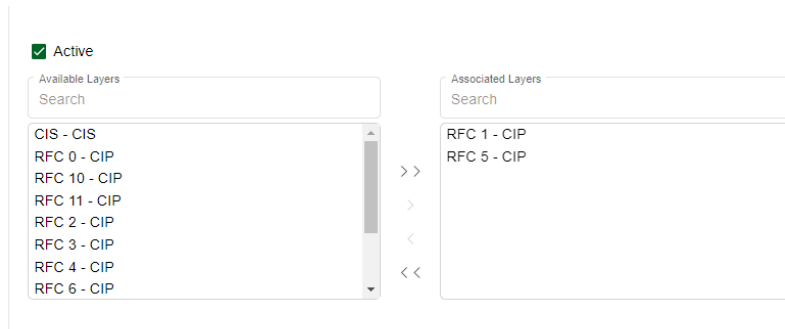 Active
Available Layers
Search
CIS - CIS
RFC 0 - CIP
RFC 10 - CIP
RFC 11 - CIP
RFC 2 - CIP
RFC 3 - CIP
RFC 4 - CIP
RFC 6 - CIP
>>
>
<
<<
Associated Layers
Search
RFC 1 - CIP
RFC 5 - CIP